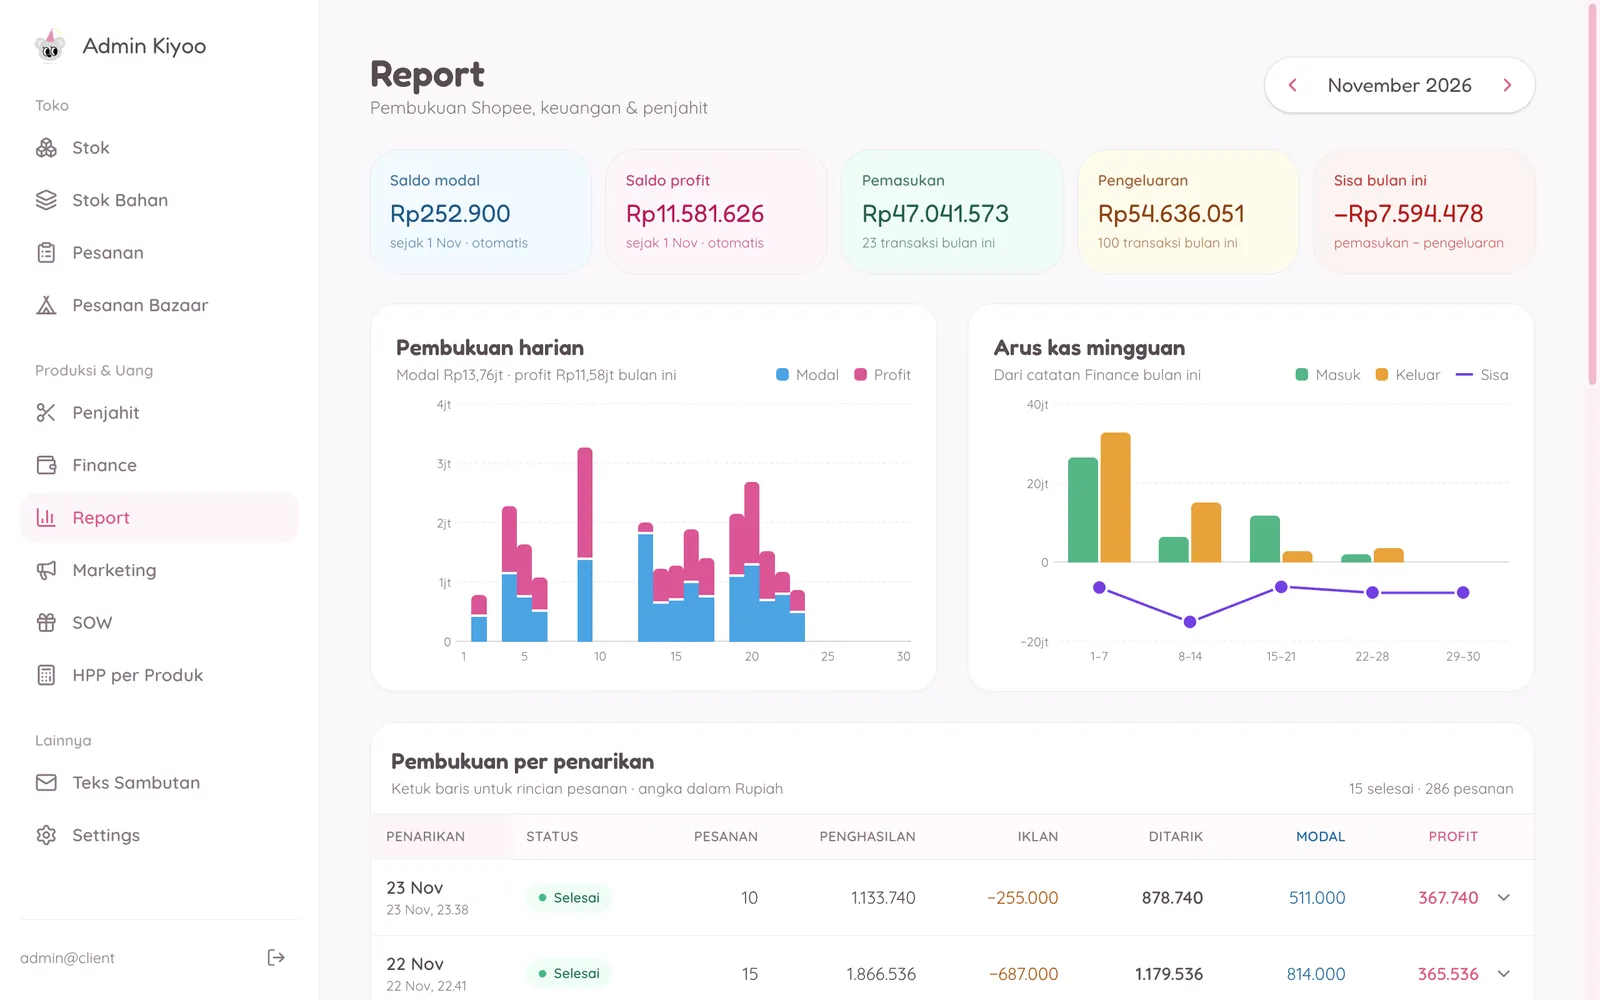 Admin Kiyoo
Toko
Stok
Stok Bahan
Pesanan
Pesanan Bazaar
Produksi & Uang
Penjahit
Finance
Report
Marketing
SOW
HPP per Produk
Lainnya
Teks Sambutan
Settings
admin@client
Report
Pembukuan Shopee, keuangan & penjahit
November 2026
Saldo modal
Rp252.900
sejak 1 Nov · otomatis
Saldo profit
Rp11.581.626
sejak 1 Nov · otomatis
Pemasukan
Rp47.041.573
23 transaksi bulan ini
Pengeluaran
Rp54.636.051
100 transaksi bulan ini
Sisa bulan ini
−Rp7.594.478
pemasukan − pengeluaran
Pembukuan harian
Modal Rp13,76jt · profit Rp11,58jt bulan ini
Modal Profit
4jt
3jt
2jt
1jt
0
1 5 10 15 20 25 30
Arus kas mingguan
Dari catatan Finance bulan ini
Masuk Keluar Sisa
40jt
20jt
0
−20jt
1–7 8–14 15–21 22–28 29–30
Pembukuan per penarikan
Ketuk baris untuk rincian pesanan · angka dalam Rupiah
15 selesai · 286 pesanan
PENARIKAN STATUS PESANAN PENGHASILAN IKLAN DITARIK MODAL PROFIT
23 Nov
23 Nov, 23.38
Selesai 10 1.133.740 −255.000 878.740 511.000 367.740
22 Nov
22 Nov, 22.41
Selesai 15 1.866.536 −687.000 1.179.536 814.000 365.536